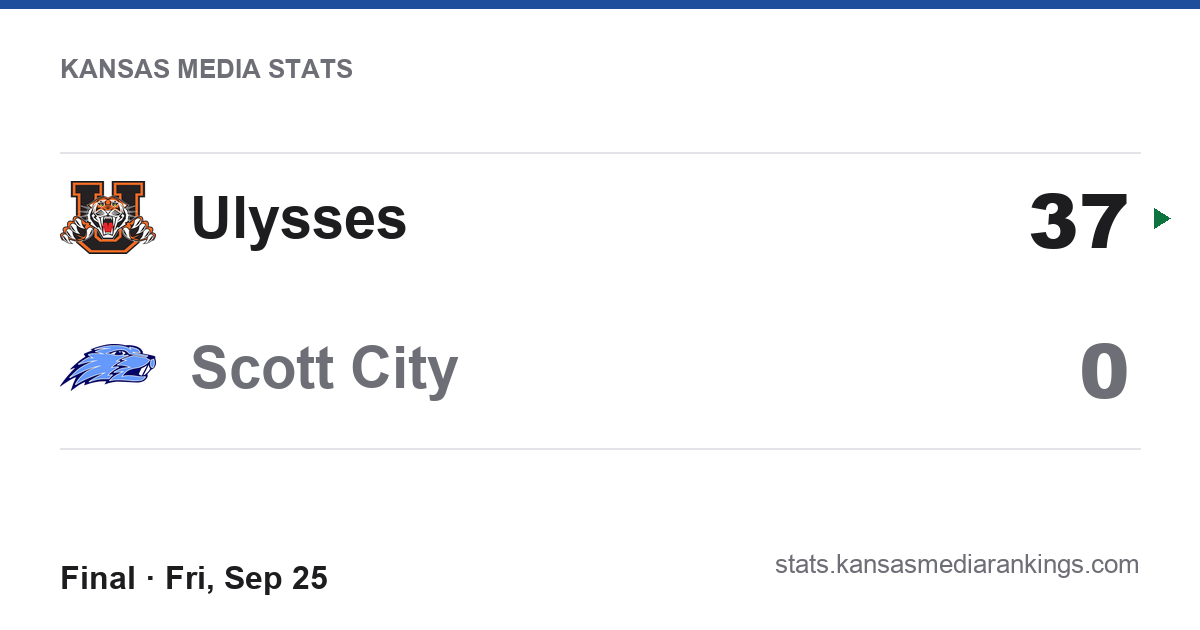 KANSAS MEDIA STATS
U
Ulysses 37
Scott City 0
Final · Fri, Sep 25
stats.kansasmediarankings.com